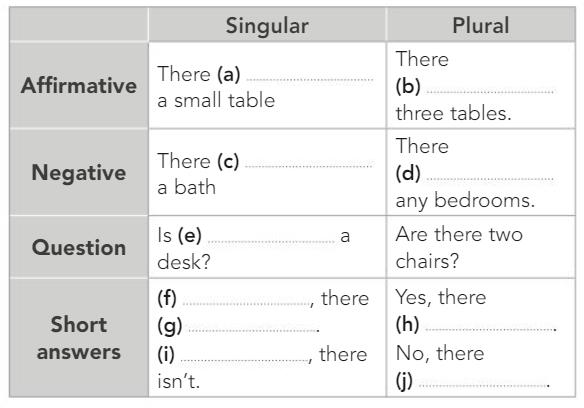 Singular
Plural
Affirmative
There (a) ........................
a small table
There
(b) ........................
three tables.
Negative
There (c) ........................
a bath
There
(d) ........................
any bedrooms.
Question
Is (e) ........................ a
desk?
Are there two
chairs?
Short
answers
(f) ........................, there
(g) .........................
(i) ........................, there
isn't.
Yes, there
(h) .........................
No, there
(j) .........................